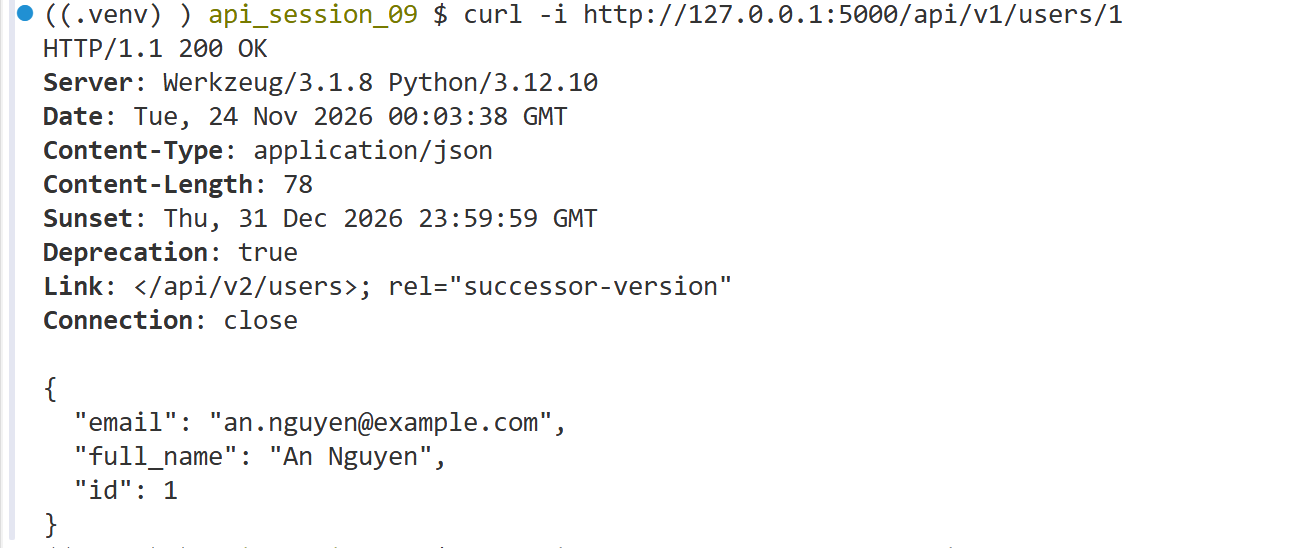 ((.venv) ) api_session_09 $ curl -i http://127.0.0.1:5000/api/v1/users/1
HTTP/1.1 200 OK
Server: Werkzeug/3.1.8 Python/3.12.10
Date: Tue, 24 Nov 2026 00:03:38 GMT
Content-Type: application/json
Content-Length: 78
Sunset: Thu, 31 Dec 2026 23:59:59 GMT
Deprecation: true
Link: </api/v2/users>; rel="successor-version"
Connection: close

{
  "email": "an.nguyen@example.com",
  "full_name": "An Nguyen",
  "id": 1
}